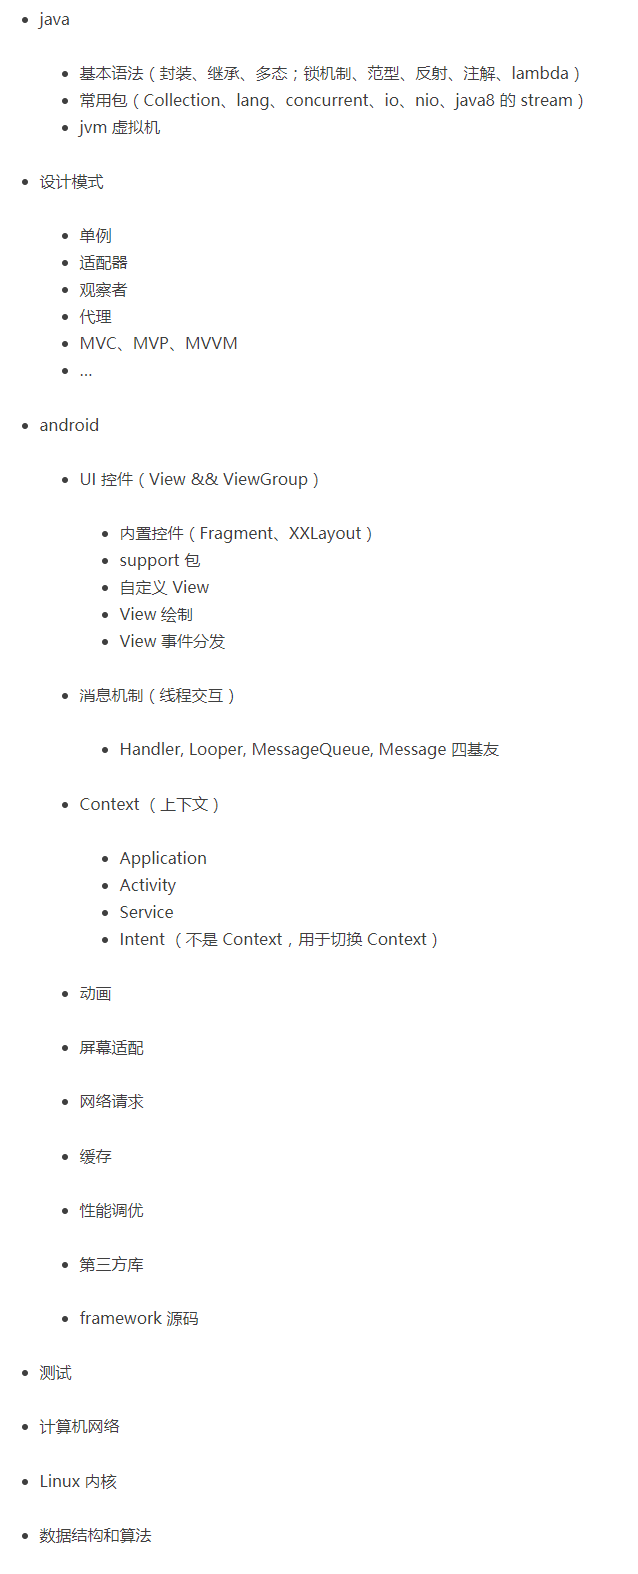 java
基本语法（封装、继承、多态；锁机制、范型、反射、注解、lambda）
常用包（Collection、lang、concurrent、io、nio、java8 的 stream）
jvm 虚拟机
设计模式
单例
适配器
观察者
代理
MVC、MVP、MVVM
...
android
UI 控件（View && ViewGroup）
内置控件（Fragment、XXLayout）
support 包
自定义 View
View 绘制
View 事件分发
消息机制（线程交互）
Handler, Looper, MessageQueue, Message 四基友
Context （上下文）
Application
Activity
Service
Intent （不是 Context，用于切换 Context）
动画
屏幕适配
网络请求
缓存
性能调优
第三方库
framework 源码
测试
计算机网络
Linux 内核
数据结构和算法